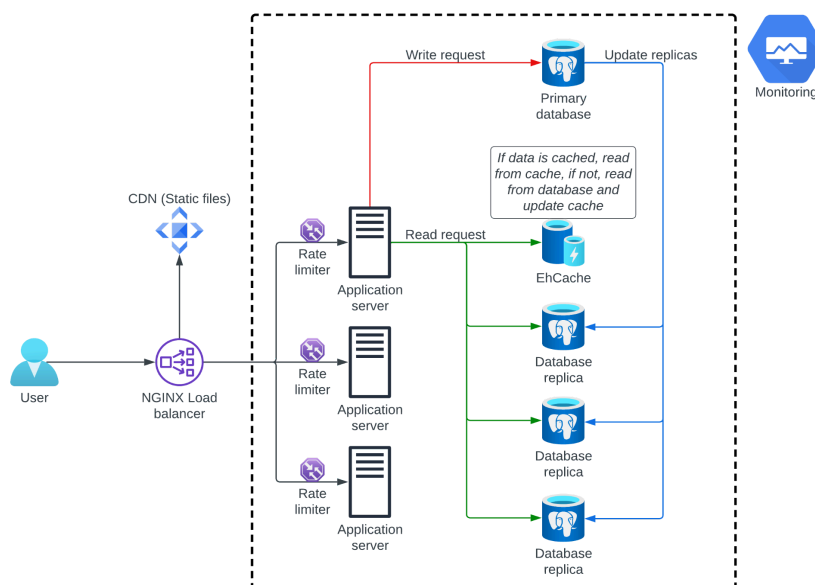 Write request
Update replicas
Monitoring
Primary
database
If data is cached, read
from cache, if not, read
from database and
update cache
CDN (Static files)
Rate
limiter
Application
server
Read request
EhCache
Database
replica
User
NGINX Load
balancer
Rate
limiter
Application
server
Database
replica
Rate
limiter
Application
server
Database
replica